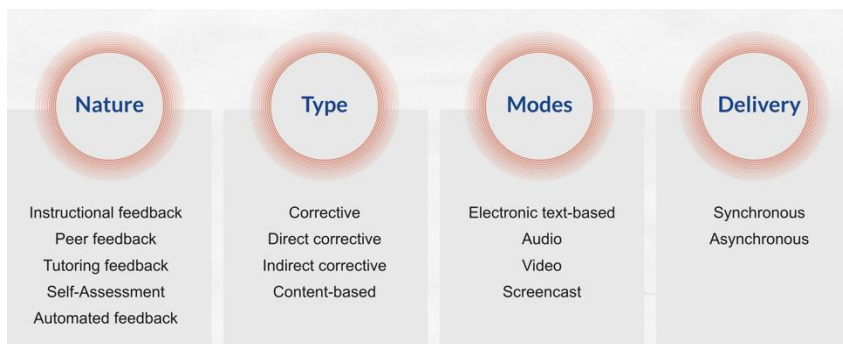 Nature
Instructional feedback
Peer feedback
Tutoring feedback
Self-Assessment
Automated feedback
Type
Corrective
Direct corrective
Indirect corrective
Content-based
Modes
Electronic text-based
Audio
Video
Screencast
Delivery
Synchronous
Asynchronous